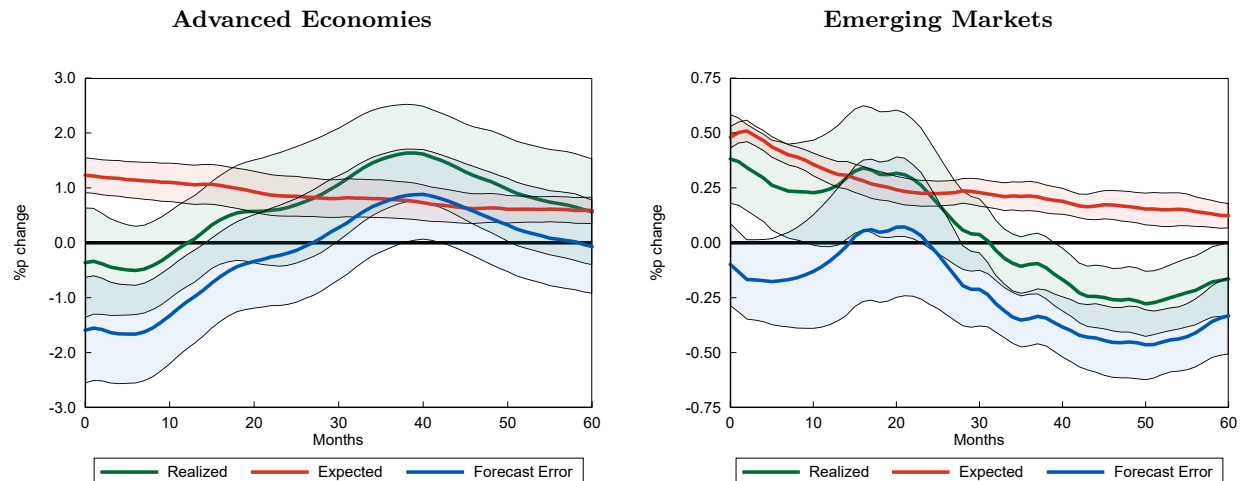 Advanced Economies
3.0
2.0
1.0
0.0
-1.0
-2.0
-3.0
%p change
0 10 20 30 40 50 60
Months
Realized Expected Forecast Error
Emerging Markets
0.75
0.50
0.25
0.00
-0.25
-0.50
-0.75
%p change
0 10 20 30 40 50 60
Months
Realized Expected Forecast Error